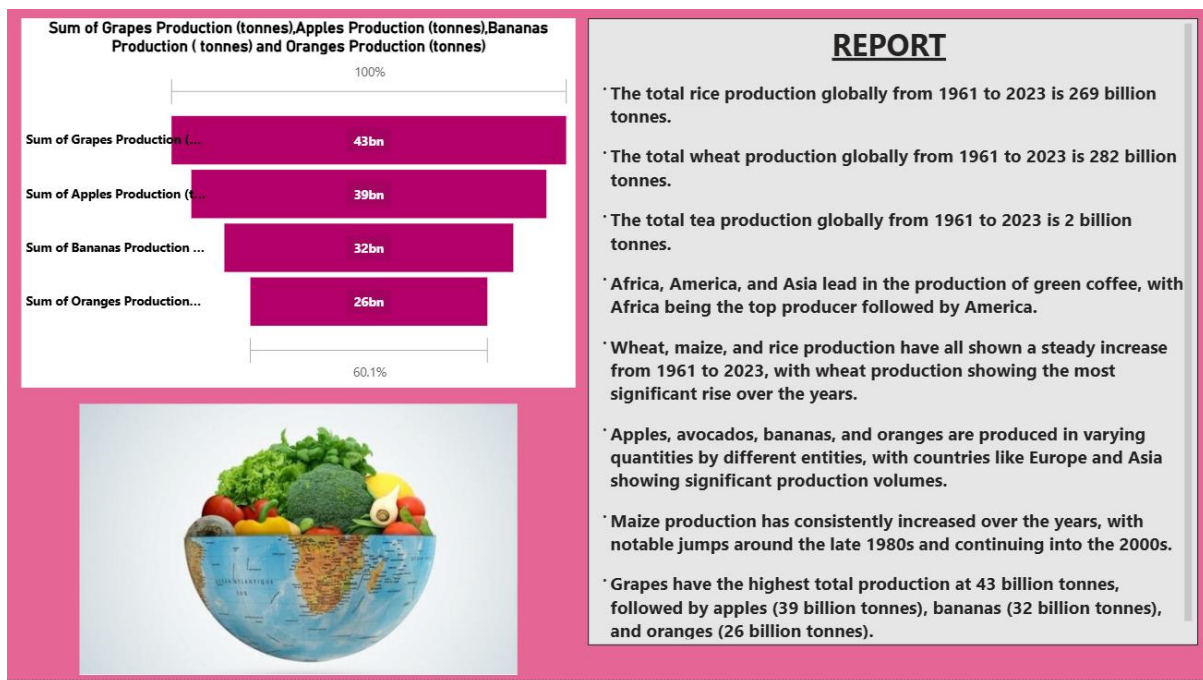 Sum of Grapes Production (tonnes),Apples Production (tonnes),Bananas
Production ( tonnes) and Oranges Production (tonnes)
100%
Sum of Grapes Production (...
43bn
Sum of Apples Production (t...
39bn
Sum of Bananas Production ...
32bn
Sum of Oranges Production...
26bn
60.1%
REPORT
· The total rice production globally from 1961 to 2023 is 269 billion
tonnes.
· The total wheat production globally from 1961 to 2023 is 282 billion
tonnes.
· The total tea production globally from 1961 to 2023 is 2 billion
tonnes.
· Africa, America, and Asia lead in the production of green coffee, with
Africa being the top producer followed by America.
· Wheat, maize, and rice production have all shown a steady increase
from 1961 to 2023, with wheat production showing the most
significant rise over the years.
· Apples, avocados, bananas, and oranges are produced in varying
quantities by different entities, with countries like Europe and Asia
showing significant production volumes.
· Maize production has consistently increased over the years, with
notable jumps around the late 1980s and continuing into the 2000s.
· Grapes have the highest total production at 43 billion tonnes,
followed by apples (39 billion tonnes), bananas (32 billion tonnes),
and oranges (26 billion tonnes).